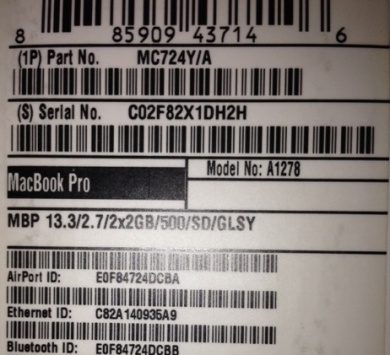 8 85909 43714 6
(1P) Part No. MC724Y/A
(S) Serial No. C02F82X1DH2H
Model No: A1278
MacBook Pro
MBP 13.3/2.7/2x2GB/500/SD/GLSY
AirPort ID: E0F84724DCBA
Ethernet ID: C82A140935A9
Bluetooth ID: E0F84724DCBB